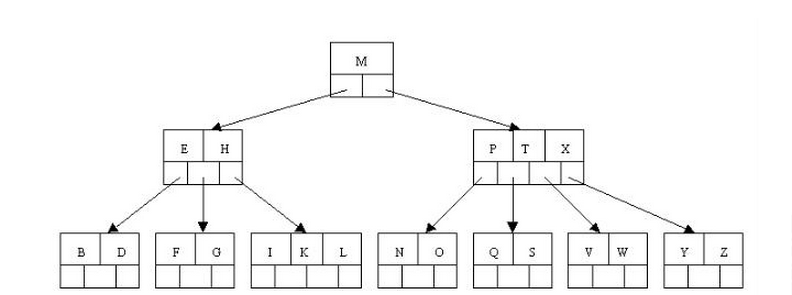 M
E H P T X
B D F G I K L N O Q S V W Y Z